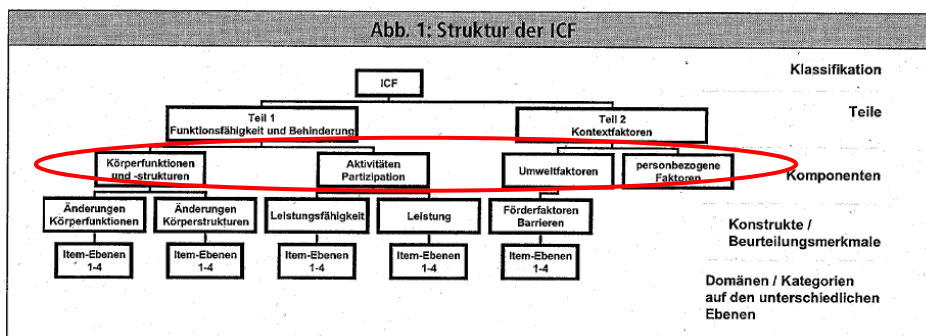 Abb. 1: Struktur der ICF
ICF
Klassifikation
Teil 1
Funktionsfähigkeit und Behinderung
Teil 2
Kontextfaktoren
Teile
Körperfunktionen
und -strukturen
Aktivitäten
Partizipation
Umweltfaktoren
personbezogene
Faktoren
Komponenten
Änderungen
Körperfunktionen
Änderungen
Körperstrukturen
Leistungsfähigkeit
Leistung
Förderfaktoren
Barrieren
Konstrukte /
Beurteilungsmerkmale
Item-Ebenen
1-4
Item-Ebenen
1-4
Item-Ebenen
1-4
Item-Ebenen
1-4
Item-Ebenen
1-4
Domänen / Kategorien
auf den unterschiedlichen
Ebenen